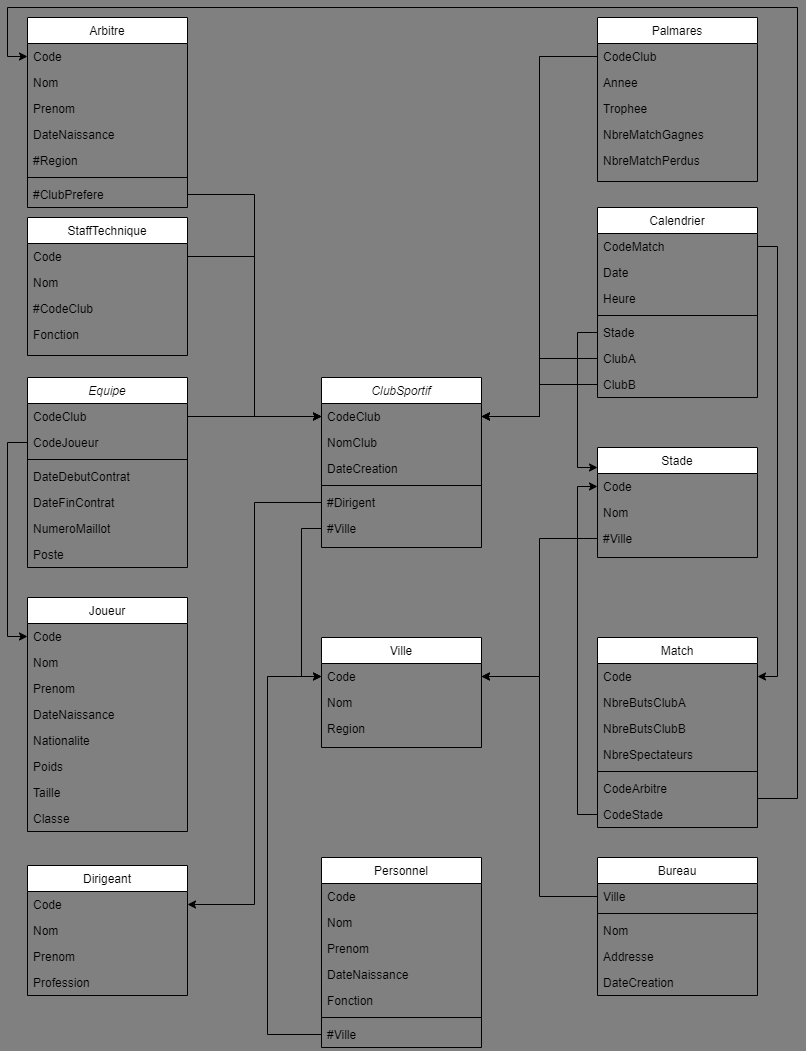 Arbitre
Code
Nom
Prenom
DateNaissance
#Region
#ClubPrefere
StaffTechnique
Code
Nom
#CodeClub
Fonction
Equipe
CodeClub
CodeJoueur
DateDebutContrat
DateFinContrat
NumeroMaillot
Poste
Joueur
Code
Nom
Prenom
DateNaissance
Nationalite
Poids
Taille
Classe
Dirigeant
Code
Nom
Prenom
Profession
ClubSportif
CodeClub
NomClub
DateCreation
#Dirigent
#Ville
Ville
Code
Nom
Region
Personnel
Code
Nom
Prenom
DateNaissance
Fonction
#Ville
Palmares
CodeClub
Annee
Trophee
NbreMatchGagnes
NbreMatchPerdus
Calendrier
CodeMatch
Date
Heure
Stade
ClubA
ClubB
Stade
Code
Nom
#Ville
Match
Code
NbreButsClubA
NbreButsClubB
NbreSpectateurs
CodeArbitre
CodeStade
Bureau
Ville
Nom
Addresse
DateCreation